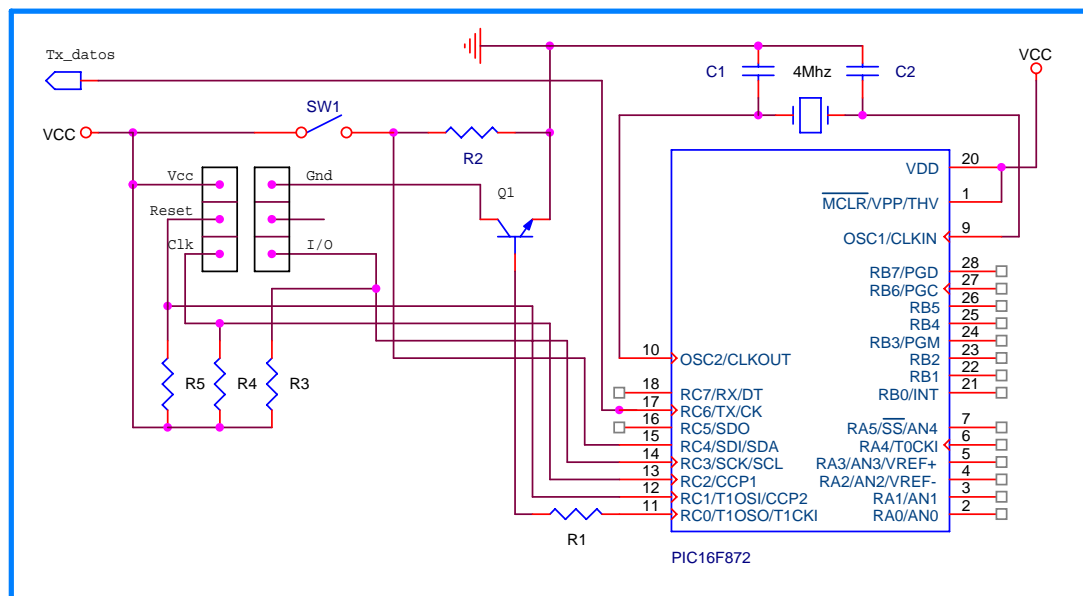 Tx_datos
VCC
SW1
R2
C1
4Mhz
C2
VCC
Vcc
Gnd
Reset
Clk
I/O
Q1
R5
R4
R3
R1
VDD 20
MCLR/VPP/THV 1
OSC1/CLKIN 9
RB7/PGD 28
RB6/PGC 27
RB5 26
RB4 25
RB3/PGM 24
RB2 23
RB1 22
RB0/INT 21
RA5/SS/AN4 7
RA4/T0CKI 6
RA3/AN3/VREF+ 5
RA2/AN2/VREF- 4
RA1/AN1 3
RA0/AN0 2
10 OSC2/CLKOUT
18 RC7/RX/DT
17 RC6/TX/CK
16 RC5/SDO
15 RC4/SDI/SDA
14 RC3/SCK/SCL
13 RC2/CCP1
12 RC1/T1OSI/CCP2
11 RC0/T1OSO/T1CKI
PIC16F872